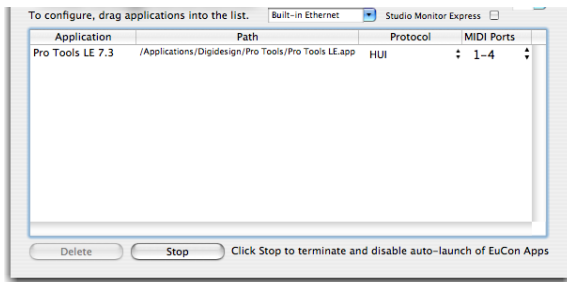 To configure, drag applications into the list. Built-in Ethernet Studio Monitor Express
Application Path Protocol MIDI Ports
Pro Tools LE 7.3 /Applications/Digidesign/Pro Tools/Pro Tools LE.app HUI 1-4
Delete Stop Click Stop to terminate and disable auto-launch of EuCon Apps